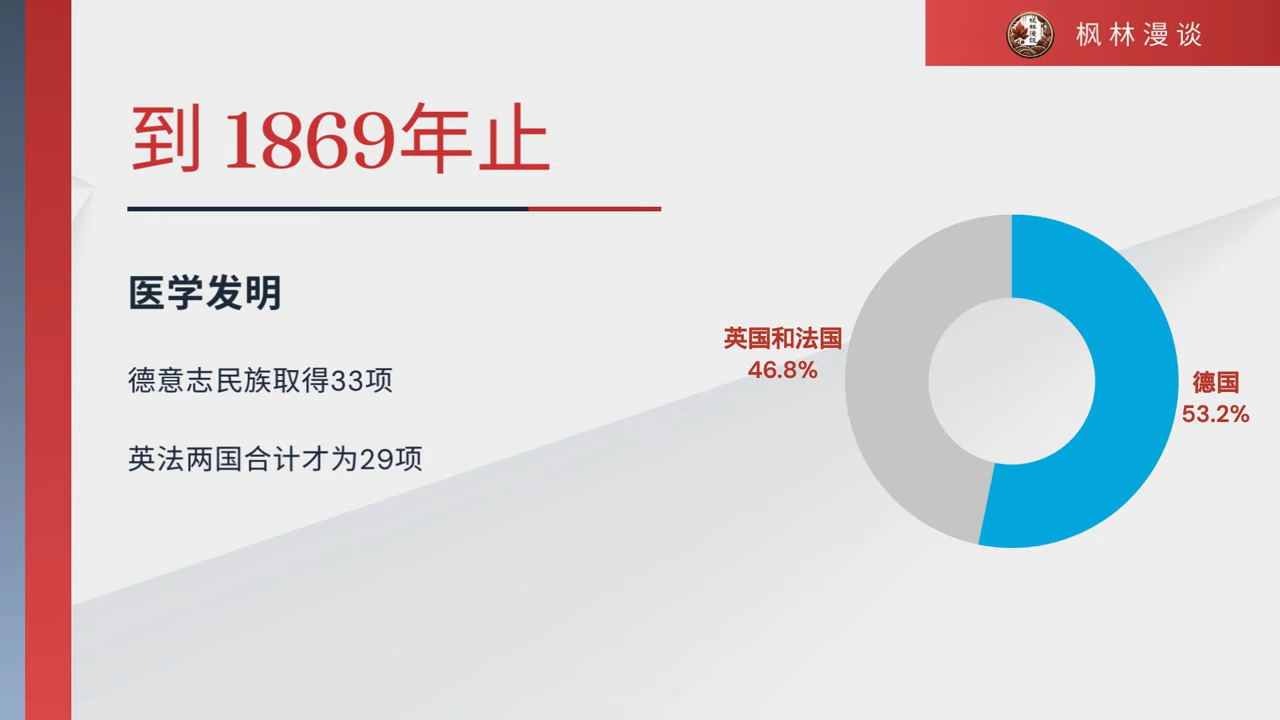 枫林漫谈
到 1869年止
医学发明
德意志民族取得33项
英法两国合计才为29项
英国和法国
46.8%
德国
53.2%